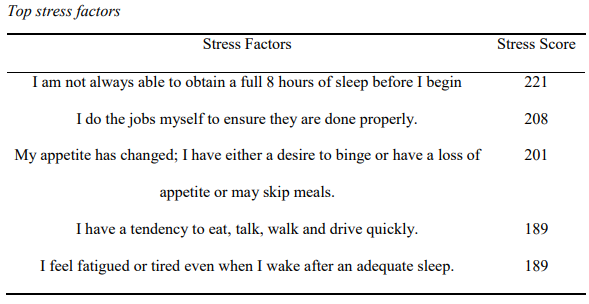 Top stress factors
Stress Factors Stress Score
I am not always able to obtain a full 8 hours of sleep before I begin 221
I do the jobs myself to ensure they are done properly. 208
My appetite has changed; I have either a desire to binge or have a loss of 201
appetite or may skip meals.
I have a tendency to eat, talk, walk and drive quickly. 189
I feel fatigued or tired even when I wake after an adequate sleep. 189